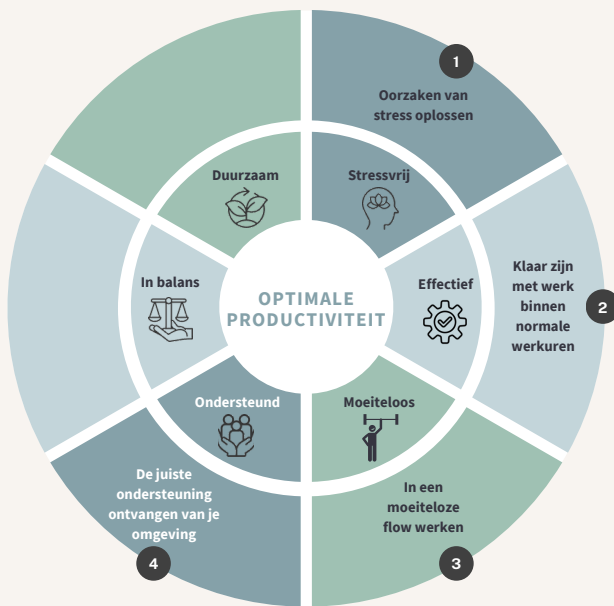 1
Oorzaken van
stress oplossen
Duurzaam
Stressvrij
In balans
Effectief
Klaar zijn
met werk
binnen
normale
werkuren
2
OPTIMALE
PRODUCTIVITEIT
Ondersteund
Moeiteloos
De juiste
ondersteuning
ontvangen van je
omgeving
4
In een
moeiteloze
flow werken
3